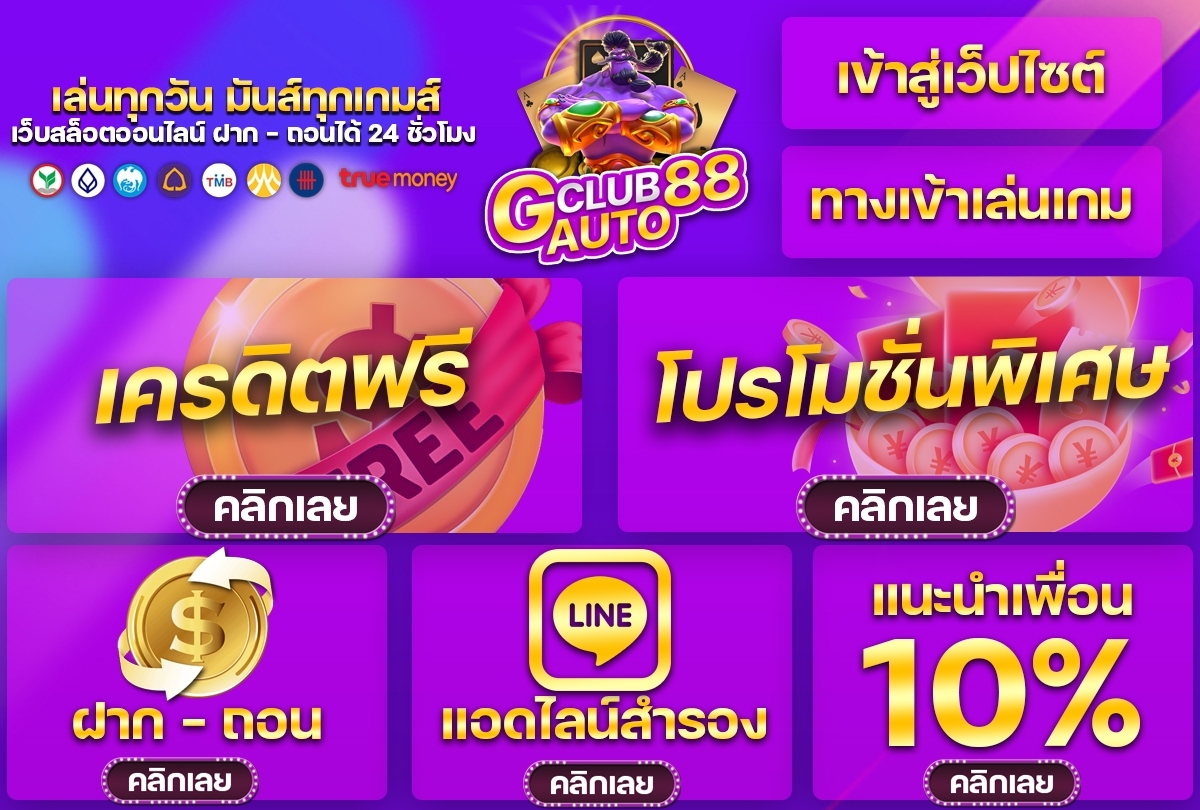 เล่นทุกวัน มันส์ทุกเกมส์
เว็บสล็อตออนไลน์ ฝาก - ถอนได้ 24 ชั่วโมง
TMB
truemoney
GCLUB88
AUTO
เข้าสู่เว็ปไซต์
ทางเข้าเล่นเกม
เครดิตฟรี
FREE
คลิกเลย
โปรโมชั่นพิเศษ
คลิกเลย
ฝาก - ถอน
คลิกเลย
LINE
แอดไลน์สำรอง
คลิกเลย
แนะนำเพื่อน
10%
คลิกเลย